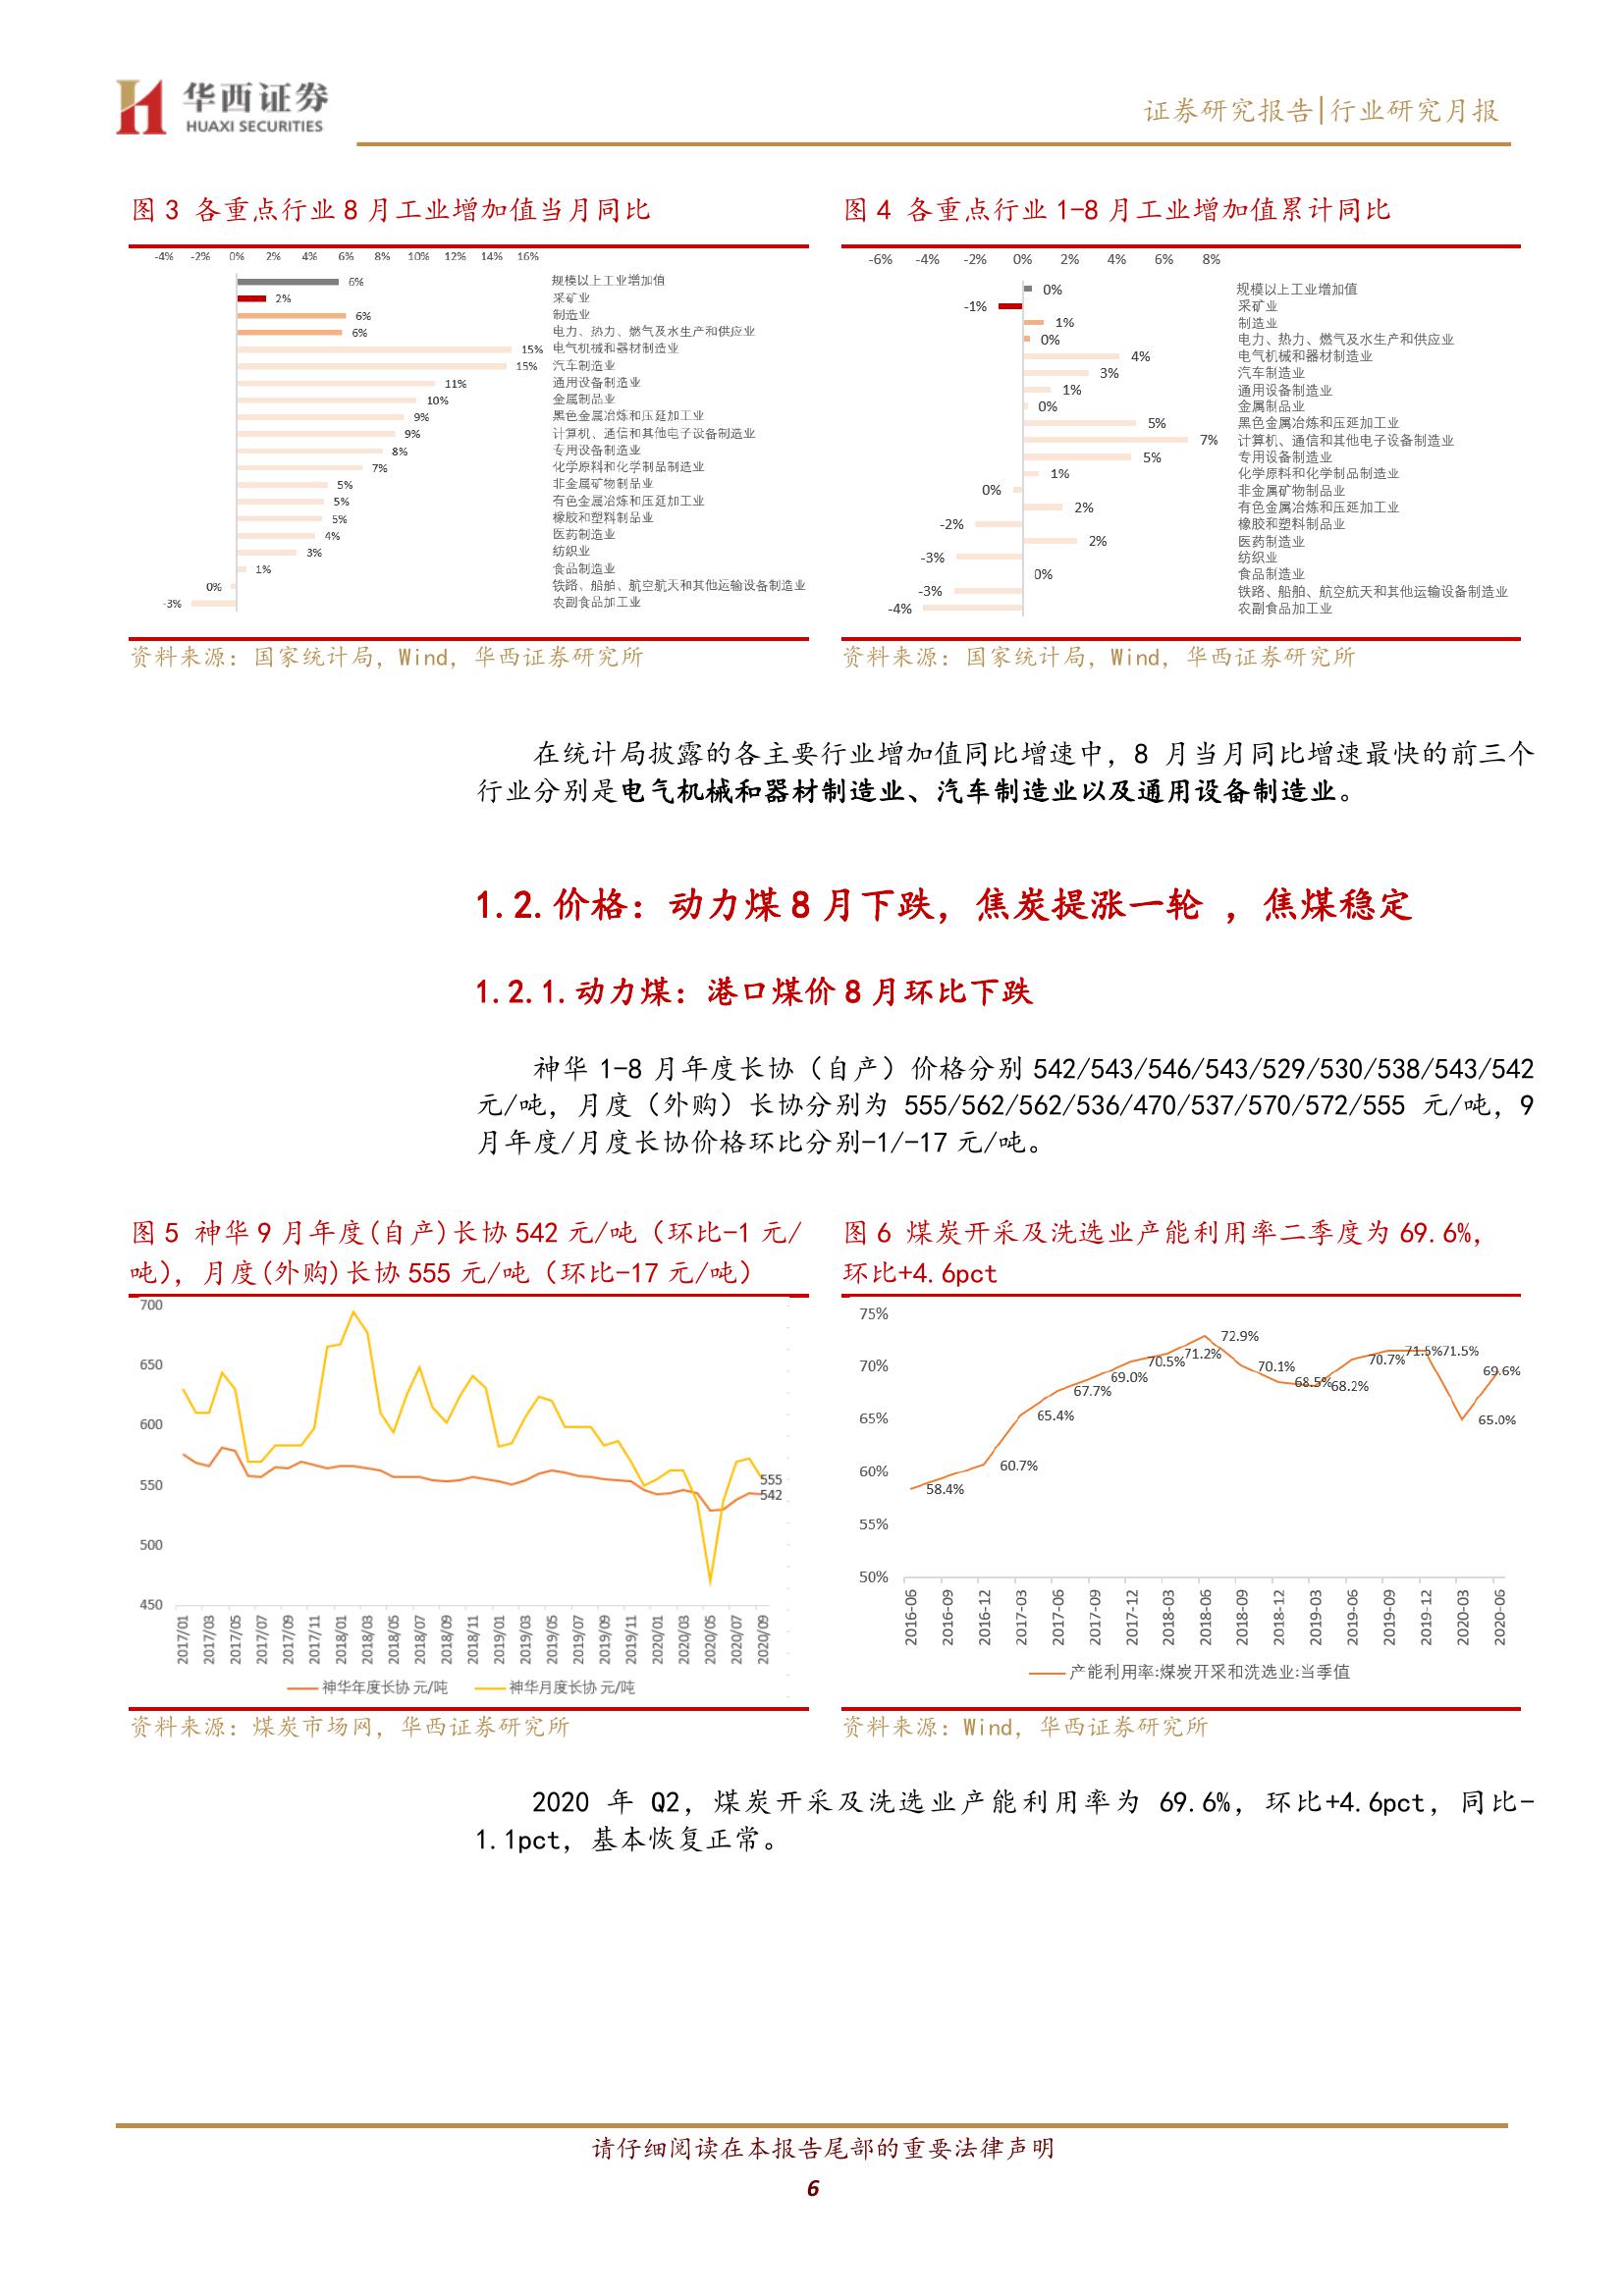 华西证券
HUAXI SECURITIES
证券研究报告|行业研究月报
图 3 各重点行业 8 月工业增加值当月同比
-4% -2% 0% 2% 4% 6% 8% 10% 12% 14% 16%
6% 规模以上工业增加值
2% 采矿业
6% 制造业
6% 电力、热力、燃气及水生产和供应业
15% 电气机械和器材制造业
15% 汽车制造业
11% 通用设备制造业
10% 金属制品业
9% 黑色金属冶炼和压延加工业
9% 计算机、通信和其他电子设备制造业
8% 专用设备制造业
7% 化学原料和化学制品制造业
5% 非金属矿物制品业
5% 有色金属冶炼和压延加工业
5% 橡胶和塑料制品业
4% 医药制造业
3% 纺织业
1% 食品制造业
0% 铁路、船舶、航空航天和其他运输设备制造业
-3% 农副食品加工业
资料来源：国家统计局，Wind，华西证券研究所
图 4 各重点行业 1-8 月工业增加值累计同比
-6% -4% -2% 0% 2% 4% 6% 8%
0% 规模以上工业增加值
-1% 采矿业
1% 制造业
0% 电力、热力、燃气及水生产和供应业
4% 电气机械和器材制造业
3% 汽车制造业
1% 通用设备制造业
0% 金属制品业
5% 黑色金属冶炼和压延加工业
7% 计算机、通信和其他电子设备制造业
5% 专用设备制造业
1% 化学原料和化学制品制造业
0% 非金属矿物制品业
2% 有色金属冶炼和压延加工业
-2% 橡胶和塑料制品业
2% 医药制造业
-3% 纺织业
0% 食品制造业
-3% 铁路、船舶、航空航天和其他运输设备制造业
-4% 农副食品加工业
资料来源：国家统计局，Wind，华西证券研究所
在统计局披露的各主要行业增加值同比增速中，8 月当月同比增速最快的前三个
行业分别是电气机械和器材制造业、汽车制造业以及通用设备制造业。
1.2.价格：动力煤 8 月下跌，焦炭提涨一轮 ，焦煤稳定
1.2.1.动力煤：港口煤价 8 月环比下跌
神华 1-8 月年度长协（自产）价格分别 542/543/546/543/529/530/538/543/542
元/吨，月度（外购）长协分别为 555/562/562/536/470/537/570/572/555 元/吨，9
月年度/月度长协价格环比分别-1/-17 元/吨。
图 5 神华 9 月年度(自产)长协 542 元/吨（环比-1 元/
吨），月度(外购)长协 555 元/吨（环比-17 元/吨）
700
650
600
550
500
450
555
542
2017/01 2017/03 2017/05 2017/07 2017/09 2017/11 2018/01 2018/03 2018/05 2018/07 2018/09 2018/11 2019/01 2019/03 2019/05 2019/07 2019/09 2019/11 2020/01 2020/03 2020/05 2020/07 2020/09
神华年度长协 元/吨 神华月度长协 元/吨
资料来源：煤炭市场网，华西证券研究所
图 6 煤炭开采及洗选业产能利用率二季度为 69.6%，
环比+4.6pct
75%
70%
65%
60%
55%
50%
58.4% 60.7% 65.4% 67.7% 69.0% 70.5% 71.2% 72.9% 70.1% 68.5% 68.2% 70.7% 71.5% 71.5% 65.0% 69.6%
2016-06 2016-09 2016-12 2017-03 2017-06 2017-09 2017-12 2018-03 2018-06 2018-09 2018-12 2019-03 2019-06 2019-09 2019-12 2020-03 2020-06
产能利用率:煤炭开采和洗选业:当季值
资料来源：Wind，华西证券研究所
2020 年 Q2，煤炭开采及洗选业产能利用率为 69.6%，环比+4.6pct，同比-
1.1pct，基本恢复正常。
请仔细阅读在本报告尾部的重要法律声明
6